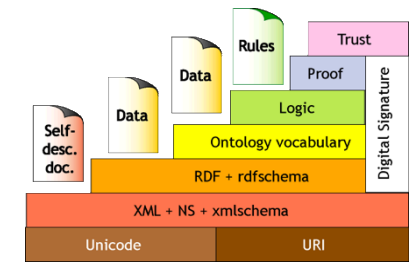 Trust
Rules
Proof
Data
Logic
Digital Signature
Data
Ontology vocabulary
Self-
desc.
doc.
RDF + rdfschema
XML + NS + xmlschema
Unicode
URI